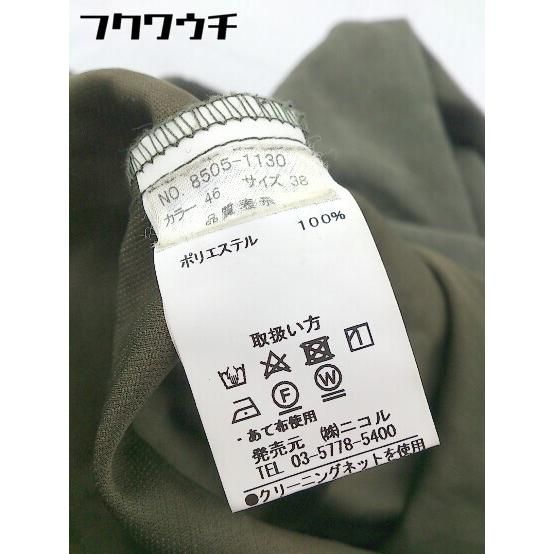 フクワウチ
NO 8505-1130
カラー 46 サイズ 38
品質表示
ポリエステル 100%
取扱い方
F W
・あて布使用
発売元 ㈱ニコル
TEL 03-5778-5400
●クリーニングネットを使用